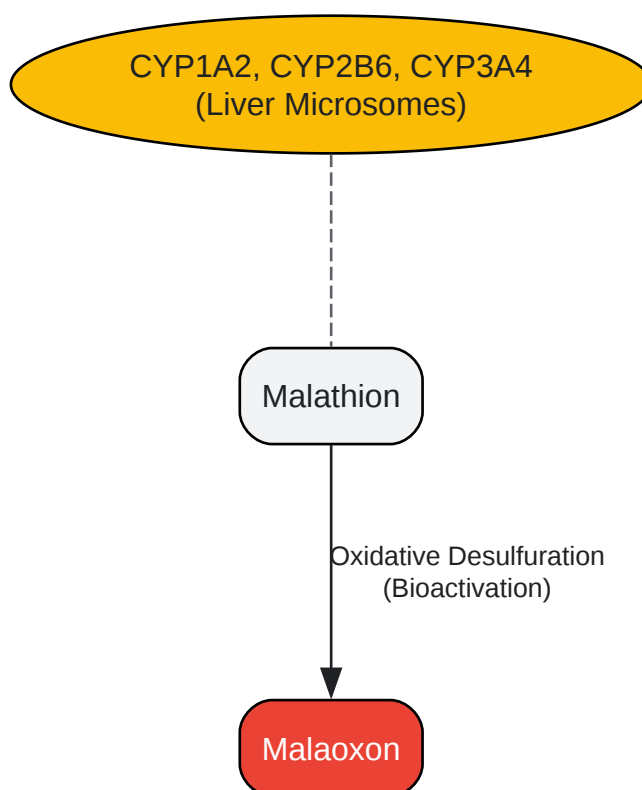 CYP1A2, CYP2B6, CYP3A4
(Liver Microsomes)
Malathion
Oxidative Desulfuration
(Bioactivation)
Malaoxon